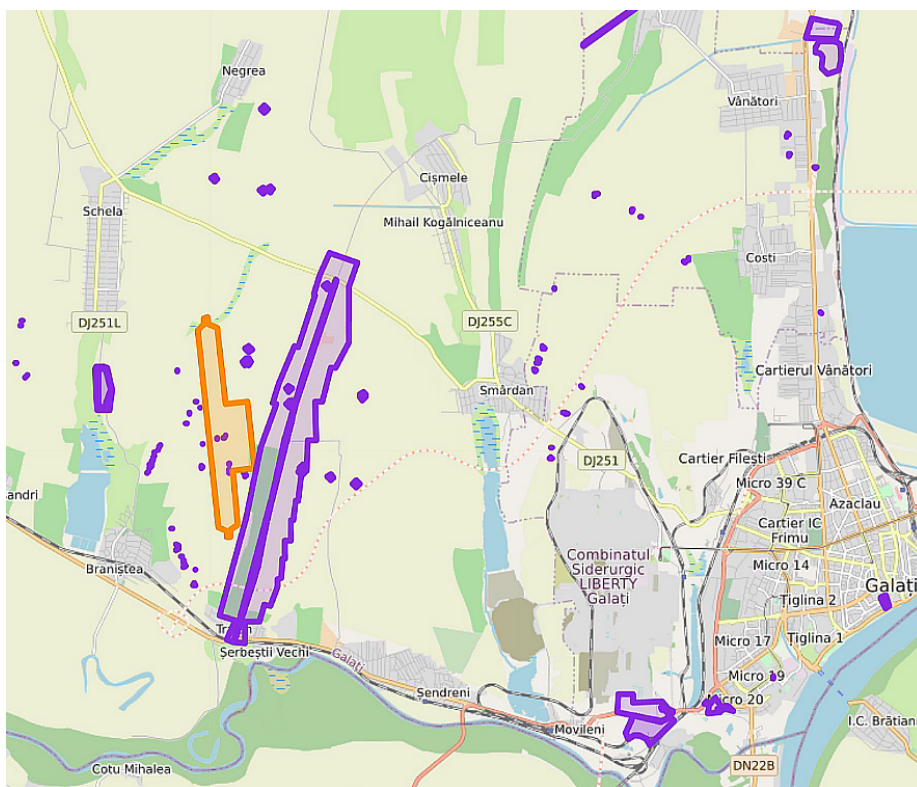 Negrea
Vânători
Cișmele
Schela
Mihail Kogălniceanu
Costi
DJ251L
DJ255C
Cartierul Vânători
Smârdan
Cartier Filești
DJ251
Micro 39 C
andri
Azaclau
Cartier IC
Frimu
Combinatul
Siderurgic
LIBERTY
Galați
Micro 14
Braniștea
Galați
Țiglina 2
Micro 17
Țiglina 1
Șerbeștii Vechi
Galați
Micro 19
Șendreni
Micro 20
Movileni
I.C. Brătian
Cotu Mihalea
DN22B